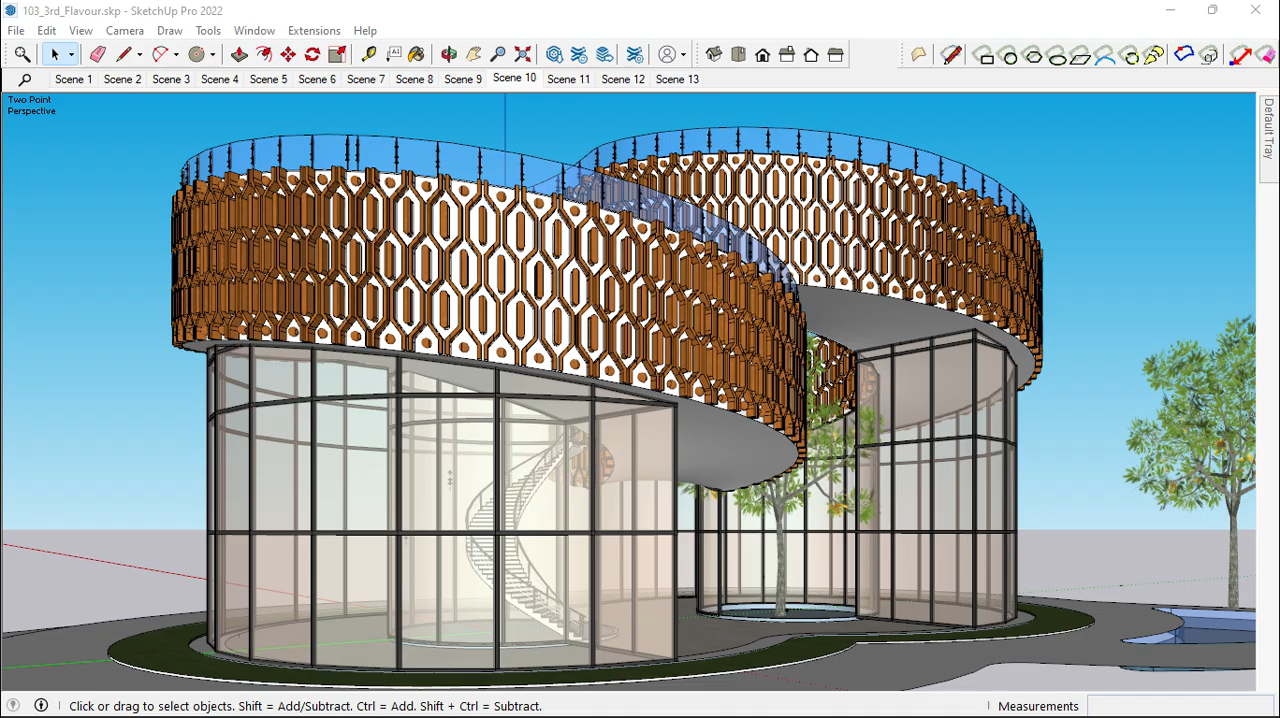 103_3rd_Flavour.skp - SketchUp Pro 2022
File Edit View Camera Draw Tools Window Extensions Help
Scene 1 Scene 2 Scene 3 Scene 4 Scene 5 Scene 6 Scene 7 Scene 8 Scene 9 Scene 10 Scene 11 Scene 12 Scene 13
Two Point
Perspective
Default Tray
Click or drag to select objects. Shift = Add/Subtract. Ctrl = Add. Shift + Ctrl = Subtract.
Measurements